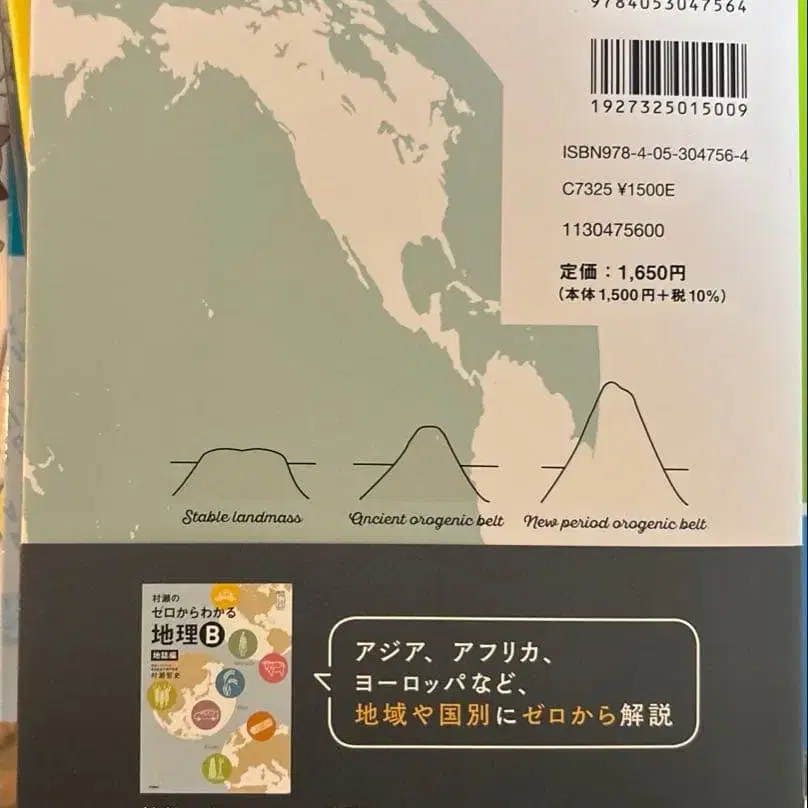 9784053047564
1927325015009
ISBN978-4-05-304756-4
C7325 ¥1500E
1130475600
定価：1,650円
(本体1,500円＋税10%)
Stable landmass
Ancient orogenic belt
New period orogenic belt
村瀬の
ゼロからわかる
地理B
地誌編
村瀬哲史
アジア、アフリカ、
ヨーロッパなど、
地域や国別にゼロから解説